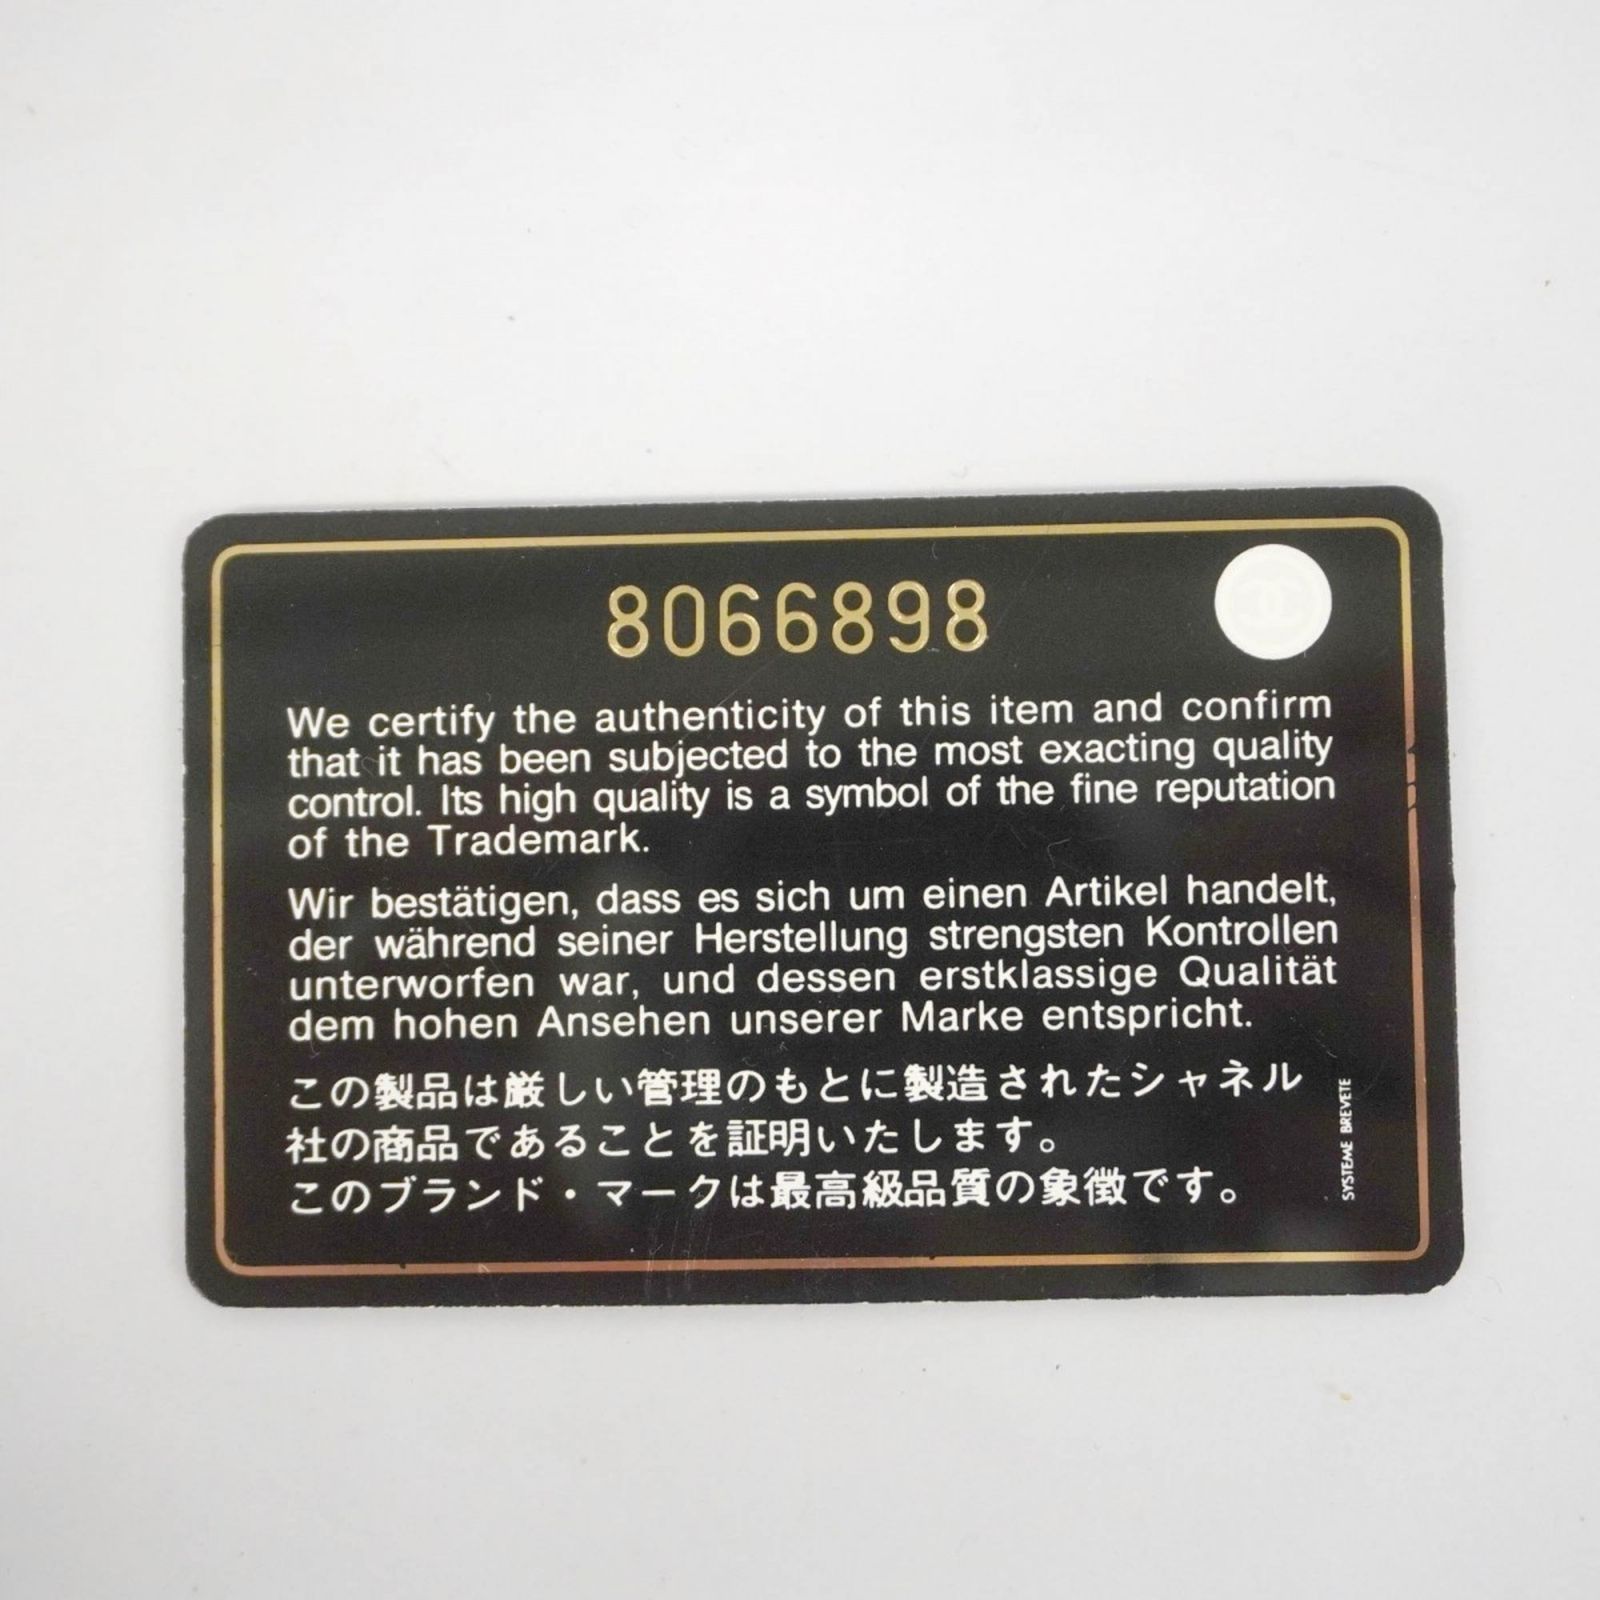 8066898
We certify the authenticity of this item and confirm
that it has been subjected to the most exacting quality
control. Its high quality is a symbol of the fine reputation
of the Trademark.
Wir bestätigen, dass es sich um einen Artikel handelt,
der während seiner Herstellung strengsten Kontrollen
unterworfen war, und dessen erstklassige Qualität
dem hohen Ansehen unserer Marke entspricht.
この製品は厳しい管理のもとに製造されたシャネル
社の商品であることを証明いたします。
このブランド・マークは最高級品質の象徴です。
SYSTEME BREVETE